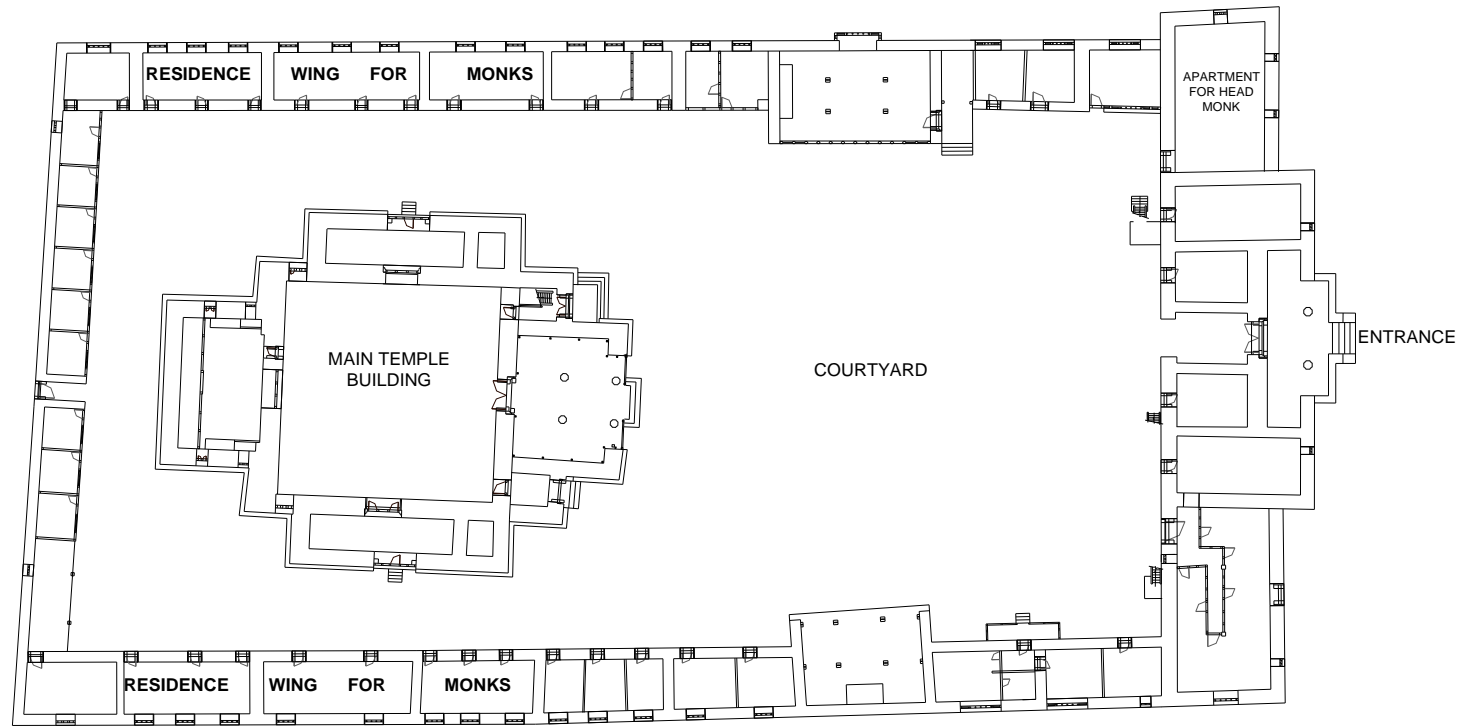 RESIDENCE WING FOR MONKS
APARTMENT
FOR HEAD
MONK
ENTRANCE
MAIN TEMPLE
BUILDING
COURTYARD
RESIDENCE WING FOR MONKS